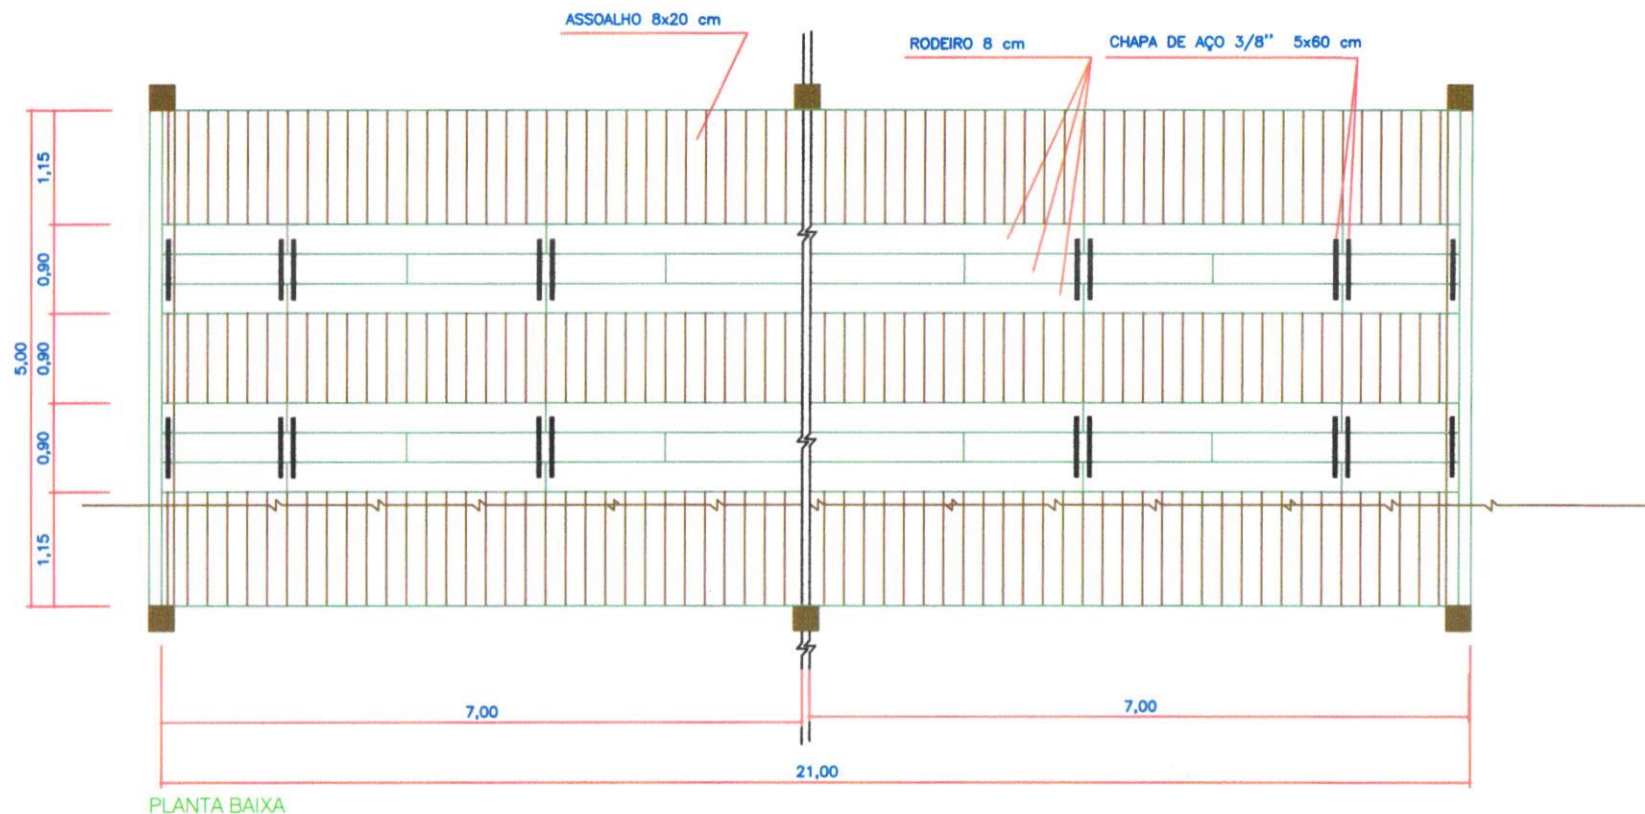 ASSOALHO 8x20 cm
RODEIRO 8 cm
CHAPA DE AÇO 3/8" 5x60 cm
1,15
0,90
5,00
0,90
0,90
1,15
7,00
7,00
21,00
PLANTA BAIXA